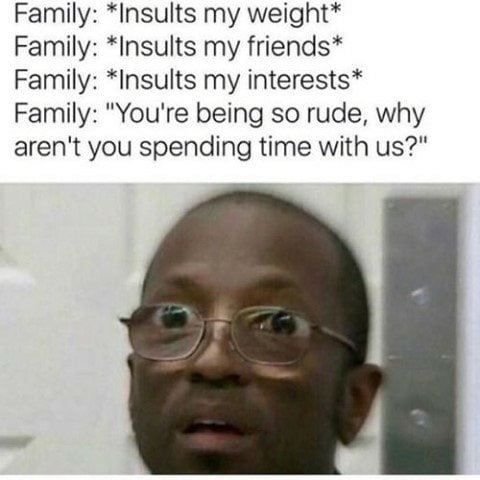 Family: *Insults my weight*
Family: *Insults my friends*
Family: *Insults my interests*
Family: "You're being so rude, why
aren't you spending time with us?"